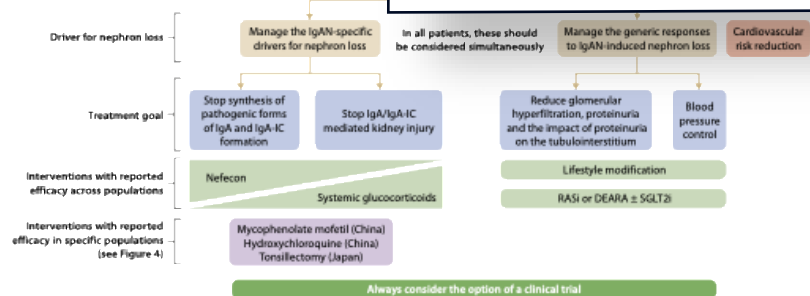 Driver for nephron loss
Manage the IgAN-specific
drivers for nephron loss
In all patients, these should
be considered simultaneously
Manage the generic responses
to IgAN-induced nephron loss
Cardiovascular
risk reduction
Treatment goal
Stop synthesis of
pathogenic forms
of IgA and IgA-IC
formation
Stop IgA/IgA-IC
mediated kidney injury
Reduce glomerular
hyperfiltration, proteinuria
and the impact of proteinuria
on the tubulointerstitium
Blood
pressure
control
Interventions with reported
efficacy across populations
Nefecon
Systemic glucocorticoids
Lifestyle modification
RASi or DEARA ± SGLT2i
Interventions with reported
efficacy in specific populations
(see Figure 4)
Mycophenolate mofetil (China)
Hydroxychloroquine (China)
Tonsillectomy (Japan)
Always consider the option of a clinical trial